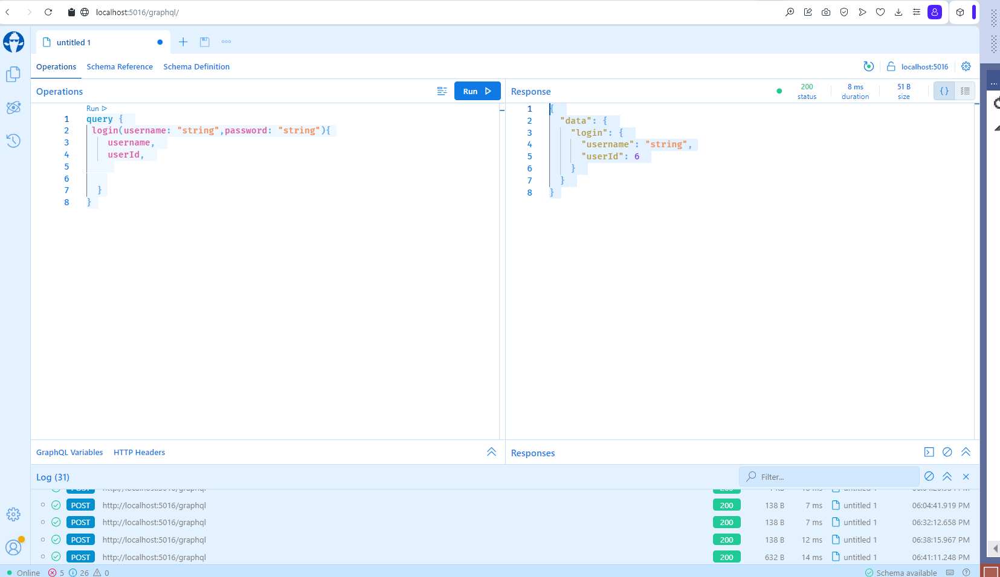 localhost:5016/graphql/
untitled 1
Operations Schema Reference Schema Definition
localhost:5016
Operations
Run
Response
200 status
8 ms duration
51 B size
Run
1 query {
2 login(username: "string",password: "string"){
3 username,
4 userId,
5
6
7 }
8 }
1 {
2 "data": {
3 "login": {
4 "username": "string",
5 "userId": 6
6 }
7 }
8 }
GraphQL Variables HTTP Headers
Responses
Log (31)
Filter...
POST http://localhost:5016/graphql 200 138 B 7 ms untitled 1 06:04:41.919 PM
POST http://localhost:5016/graphql 200 138 B 7 ms untitled 1 06:32:12.658 PM
POST http://localhost:5016/graphql 200 138 B 12 ms untitled 1 06:38:15.967 PM
POST http://localhost:5016/graphql 200 632 B 14 ms untitled 1 06:41:11.248 PM
Online 5 26 0
Schema available